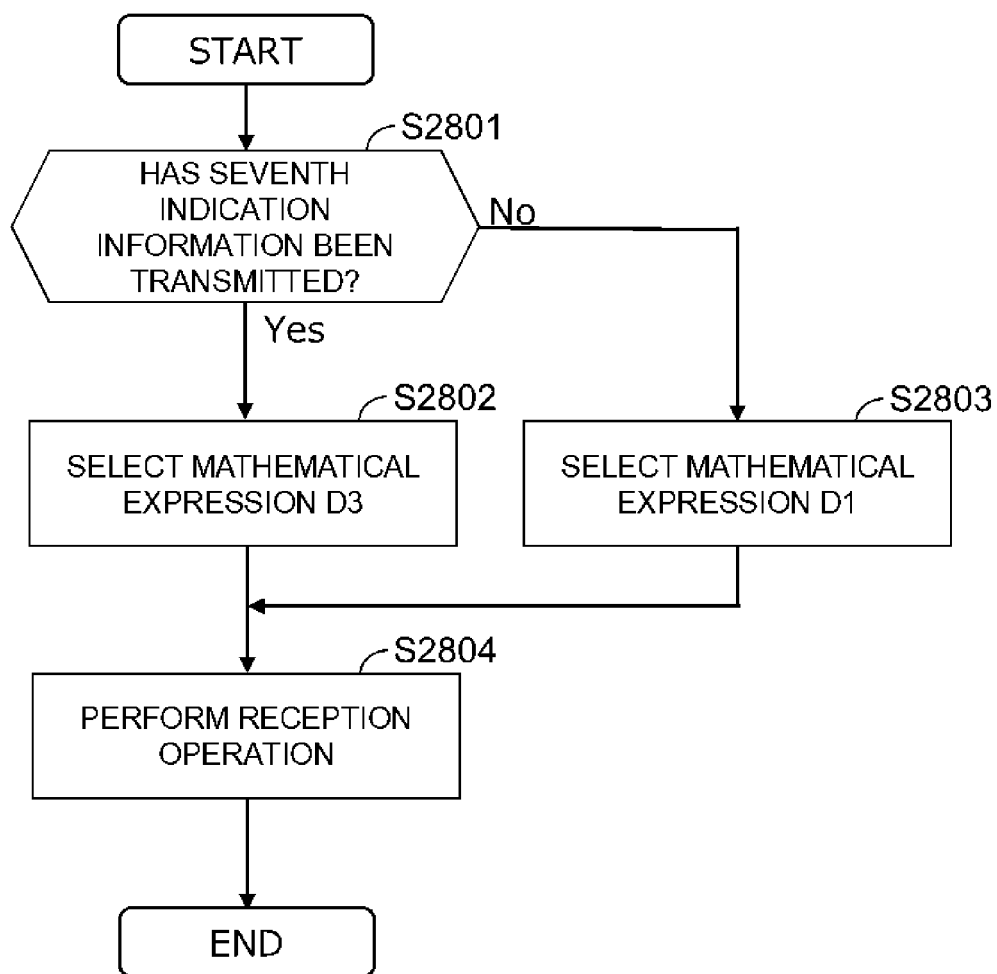 START
S2801
HAS SEVENTH
INDICATION
INFORMATION BEEN
TRANSMITTED?
No
Yes
S2802
SELECT MATHEMATICAL
EXPRESSION D3
S2803
SELECT MATHEMATICAL
EXPRESSION D1
S2804
PERFORM RECEPTION
OPERATION
END